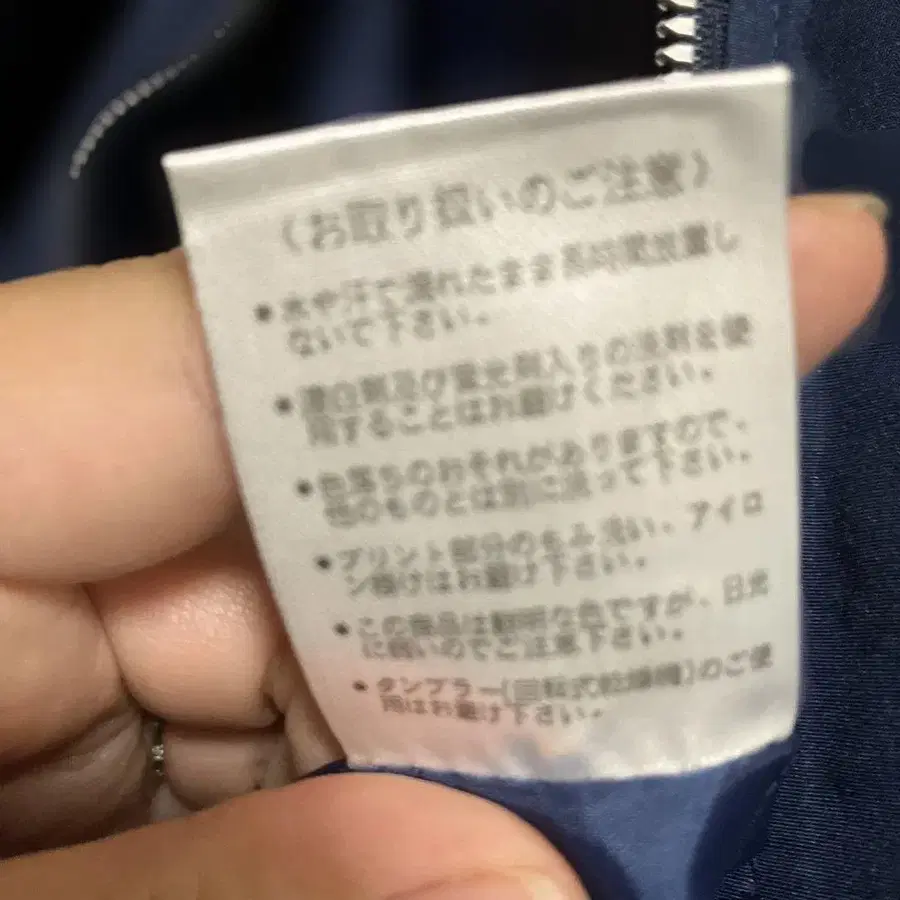 〈お取り扱いのご注意〉
•水や汗で濡れたまま長時間放置し
ないで下さい。
•漂白剤及び蛍光剤入りの洗剤を使
用することはお避けください。
•色落ちのおそれがありますので、
他のものとは別に洗って下さい。
•プリント部分のもみ洗い、アイロ
ン掛けはお避け下さい。
•この商品は鮮明な色ですが、日光
に弱いのでご注意下さい。
•タンブラー(回転式乾燥機)のご使
用はお避け下さい。